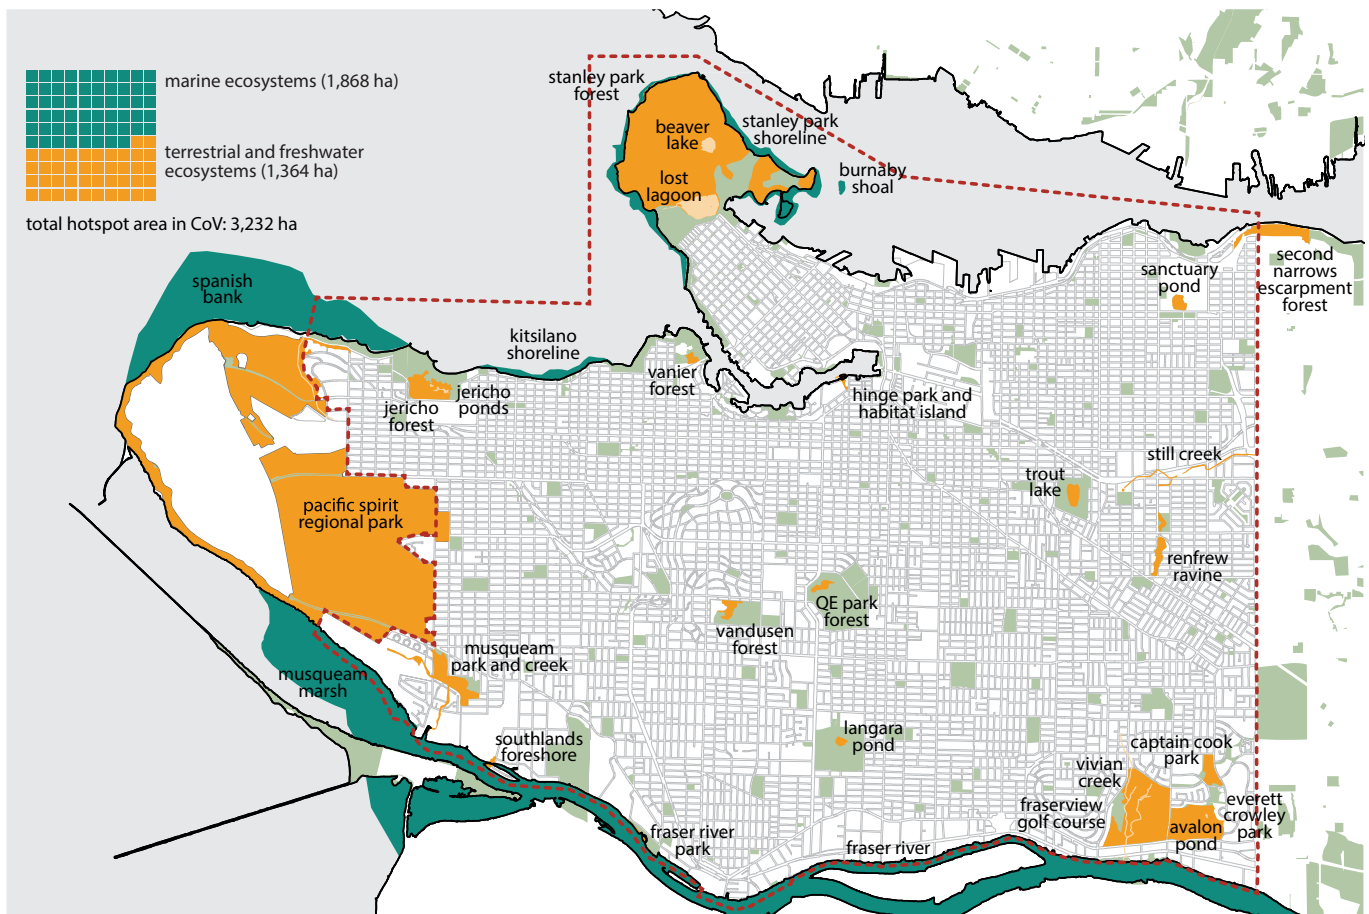 marine ecosystems (1,868 ha)
terrestrial and freshwater
ecosystems (1,364 ha)
total hotspot area in CoV: 3,232 ha
stanley park
forest
beaver
lake
stanley park
shoreline
lost
lagoon
burnaby
shoal
spanish
bank
kitsilano
shoreline
sanctuary
pond
second
narrows
escarpment
forest
vanier
forest
jericho
ponds
jericho
forest
hinge park and
habitat island
still creek
trout
lake
pacific spirit
regional park
renfrew
ravine
QE park
forest
vandusen
forest
musqueam
park and creek
musqueam
marsh
southlands
foreshore
langara
pond
captain cook
park
vivian
creek
fraserview
golf course
everett
crowley
park
avalon
pond
fraser river
park
fraser river